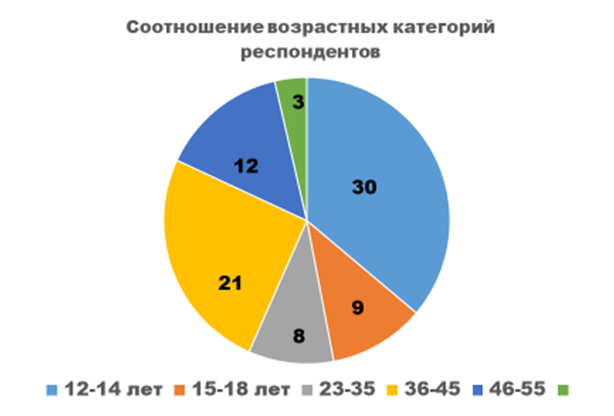 Соотношение возрастных категорий
респондентов
3
12
30
21
9
8
12-14 лет 15-18 лет 23-35 36-45 46-55